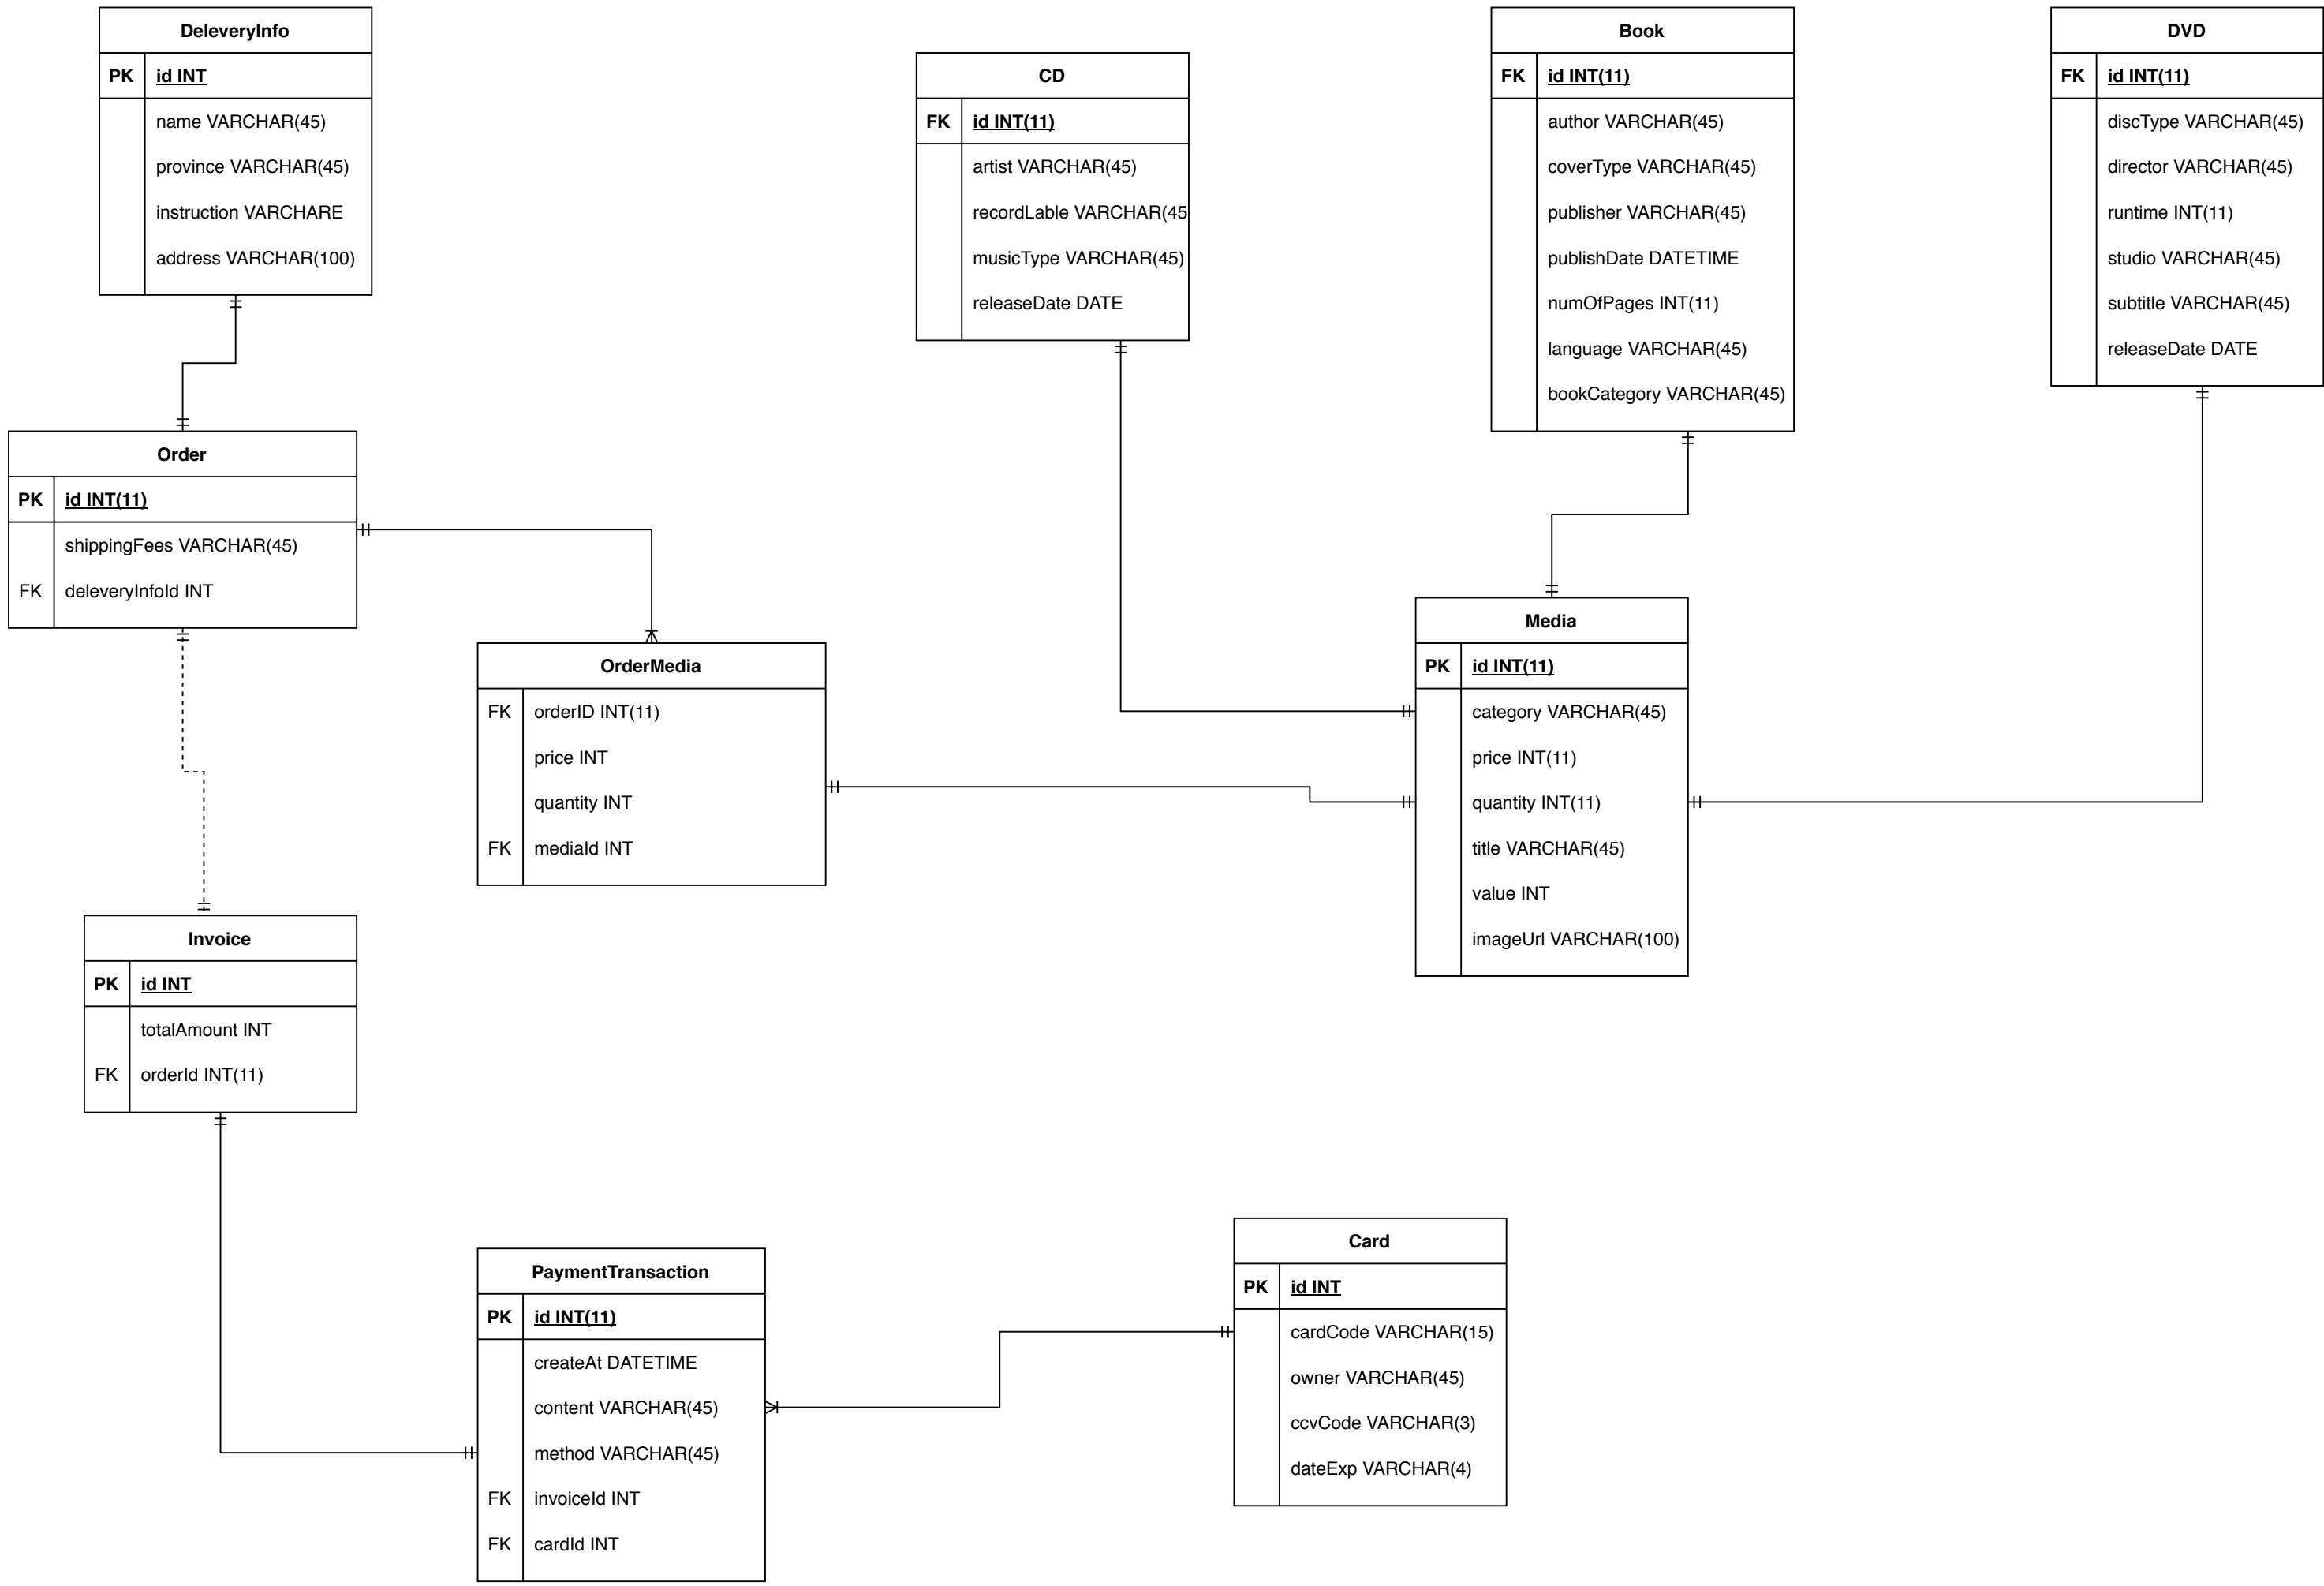 DeleveryInfo
PK id INT
name VARCHAR(45)
province VARCHAR(45)
instruction VARCHARE
address VARCHAR(100)
CD
FK id INT(11)
artist VARCHAR(45)
recordLable VARCHAR(45
musicType VARCHAR(45)
releaseDate DATE
Book
FK id INT(11)
author VARCHAR(45)
coverType VARCHAR(45)
publisher VARCHAR(45)
publishDate DATETIME
numOfPages INT(11)
language VARCHAR(45)
bookCategory VARCHAR(45)
DVD
FK id INT(11)
discType VARCHAR(45)
director VARCHAR(45)
runtime INT(11)
studio VARCHAR(45)
subtitle VARCHAR(45)
releaseDate DATE
Order
PK id INT(11)
shippingFees VARCHAR(45)
FK deleveryInfoId INT
OrderMedia
FK orderID INT(11)
price INT
quantity INT
FK mediaId INT
Media
PK id INT(11)
category VARCHAR(45)
price INT(11)
quantity INT(11)
title VARCHAR(45)
value INT
imageUrl VARCHAR(100)
Invoice
PK id INT
totalAmount INT
FK orderId INT(11)
PaymentTransaction
PK id INT(11)
createAt DATETIME
content VARCHAR(45)
method VARCHAR(45)
FK invoiceId INT
FK cardId INT
Card
PK id INT
cardCode VARCHAR(15)
owner VARCHAR(45)
ccvCode VARCHAR(3)
dateExp VARCHAR(4)